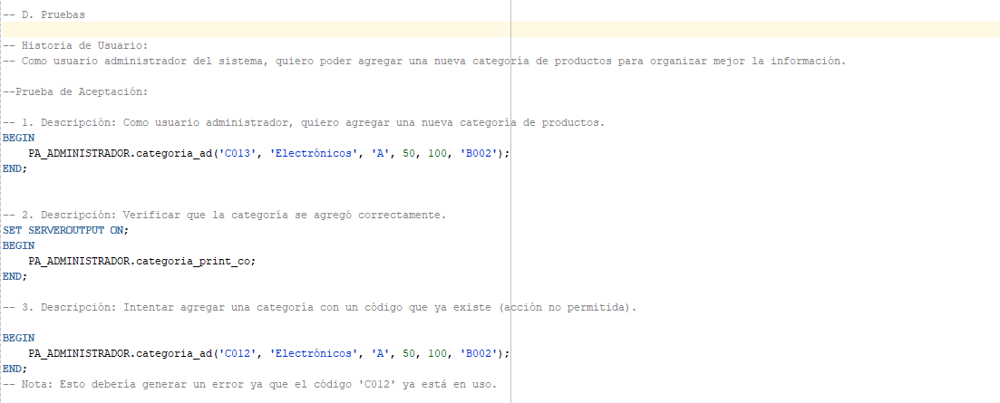 -- D. Pruebas
-- Historia de Usuario:
-- Como usuario administrador del sistema, quiero poder agregar una nueva categoría de productos para organizar mejor la información.
--Prueba de Aceptación:
-- 1. Descripción: Como usuario administrador, quiero agregar una nueva categoría de productos.
BEGIN
    PA_ADMINISTRADOR.categoria_ad('C013', 'Electrónicos', 'A', 50, 100, 'B002');
END;
-- 2. Descripción: Verificar que la categoría se agregó correctamente.
SET SERVEROUTPUT ON;
BEGIN
    PA_ADMINISTRADOR.categoria_print_co;
END;
-- 3. Descripción: Intentar agregar una categoría con un código que ya existe (acción no permitida).
BEGIN
    PA_ADMINISTRADOR.categoria_ad('C012', 'Electrónicos', 'A', 50, 100, 'B002');
END;
-- Nota: Esto debería generar un error ya que el código 'C012' ya está en uso.